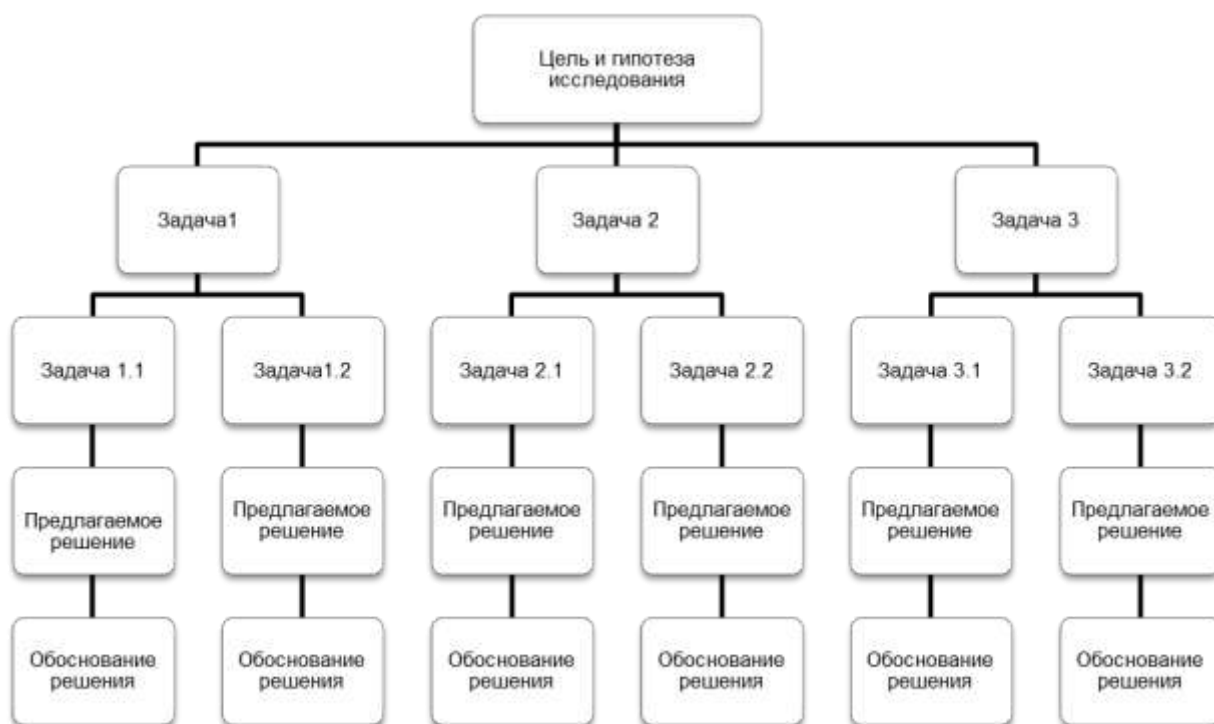 Цель и гипотеза
исследования
Задача1
Задача 2
Задача 3
Задача 1.1
Задача1.2
Задача 2.1
Задача 2.2
Задача 3.1
Задача 3.2
Предлагаемое
решение
Предлагаемое
решение
Предлагаемое
решение
Предлагаемое
решение
Предлагаемое
решение
Предлагаемое
решение
Обоснование
решения
Обоснование
решения
Обоснование
решения
Обоснование
решения
Обоснование
решения
Обоснование
решения